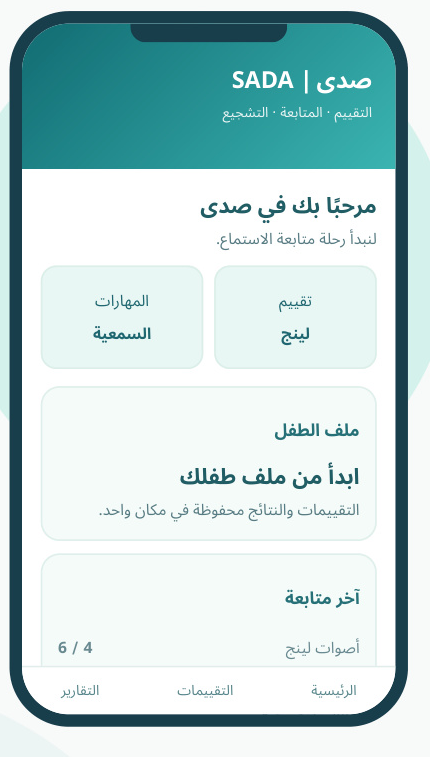 صدى | SADA
التقييم · المتابعة · التشجيع
مرحبًا بك في صدى
لنبدأ رحلة متابعة الاستماع.
تقييم
لينج
المهارات
السمعية
ملف الطفل
ابدأ من ملف طفلك
التقييمات والنتائج محفوظة في مكان واحد.
آخر متابعة
أصوات لينج 6 / 4
الرئيسية التقييمات التقارير